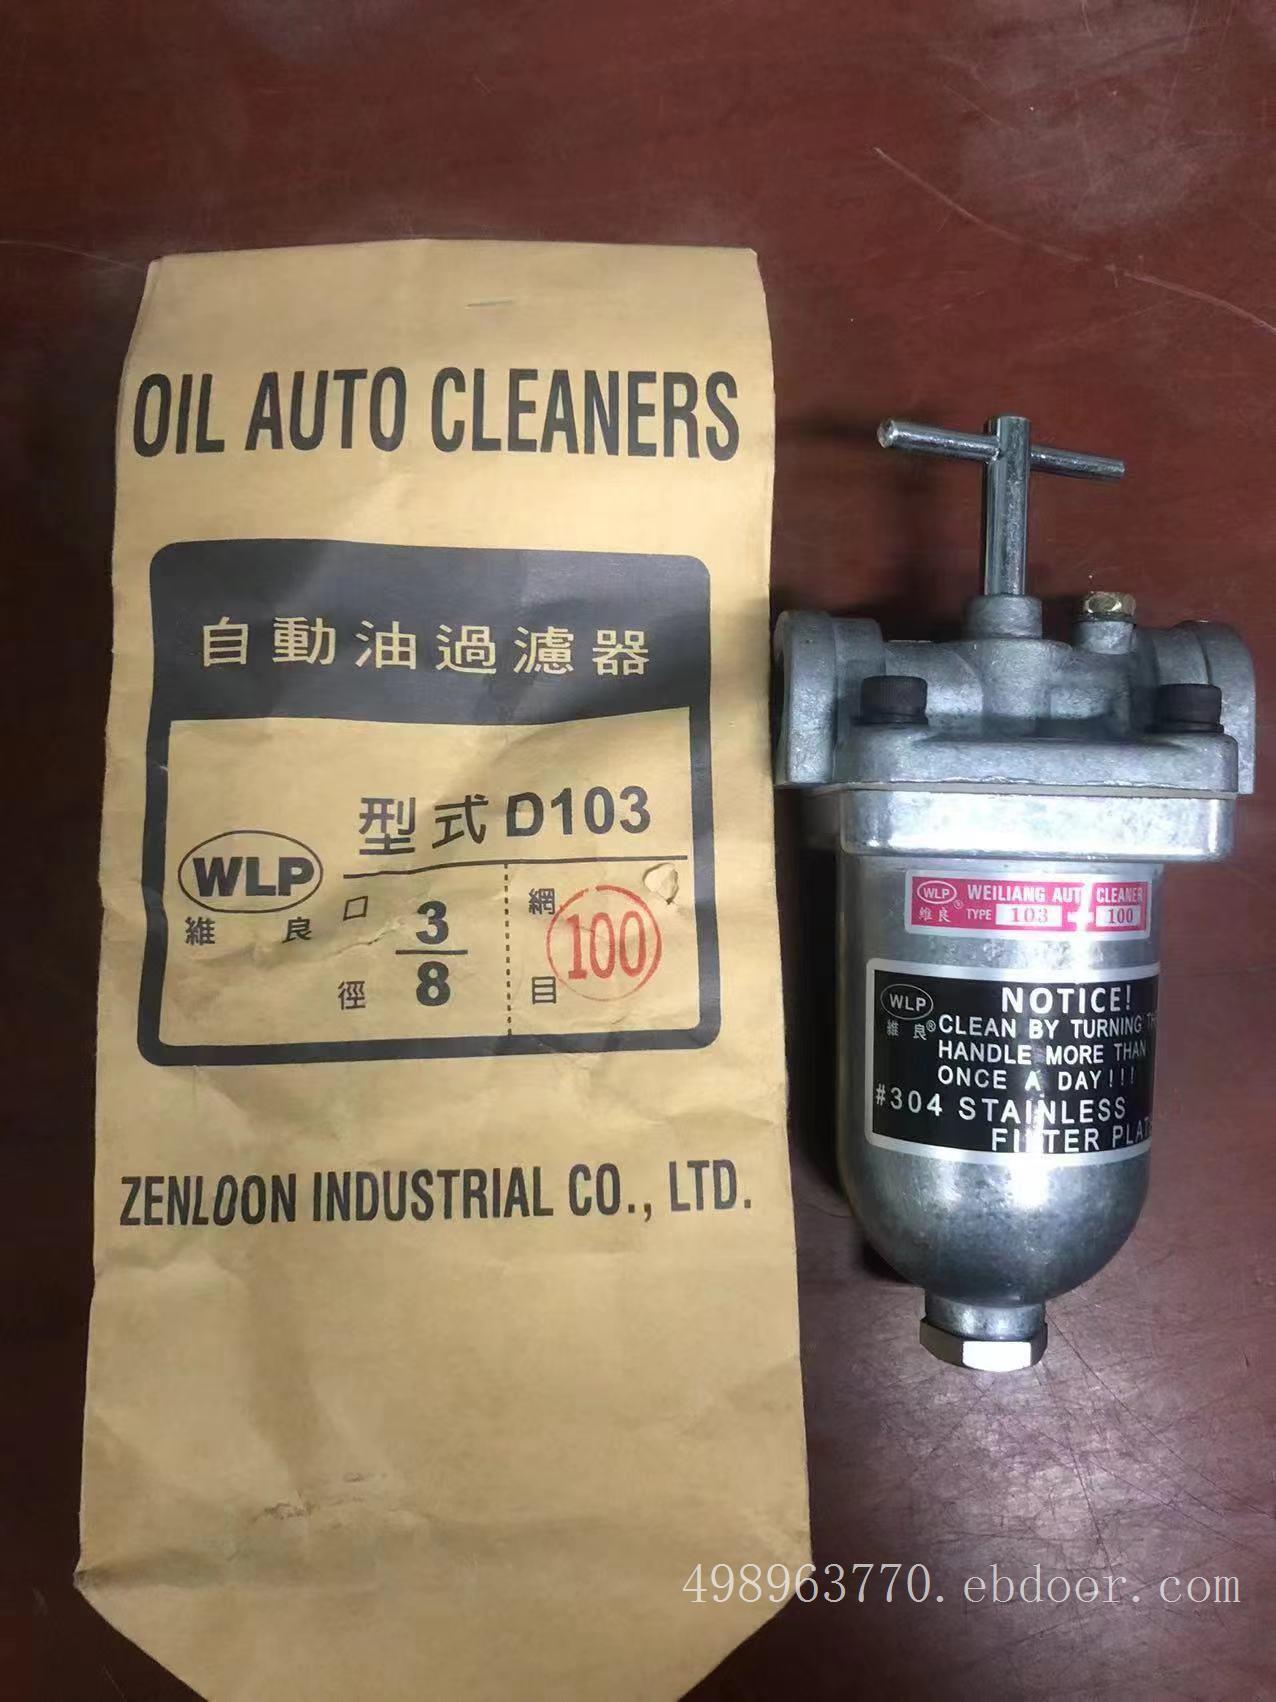 OIL AUTO CLEANERS
自動油過濾器
型式 D103
WLP
維良
口徑 3/8
網目 100
ZENLOON INDUSTRIAL CO., LTD.
WLP WEILIANG AUTO CLEANER
維良® TYPE 103 100
WLP NOTICE!
維良® CLEAN BY TURNING
HANDLE MORE THAN
ONCE A DAY!!!
#304 STAINLESS
FILTER
498963770.ebdoor.com